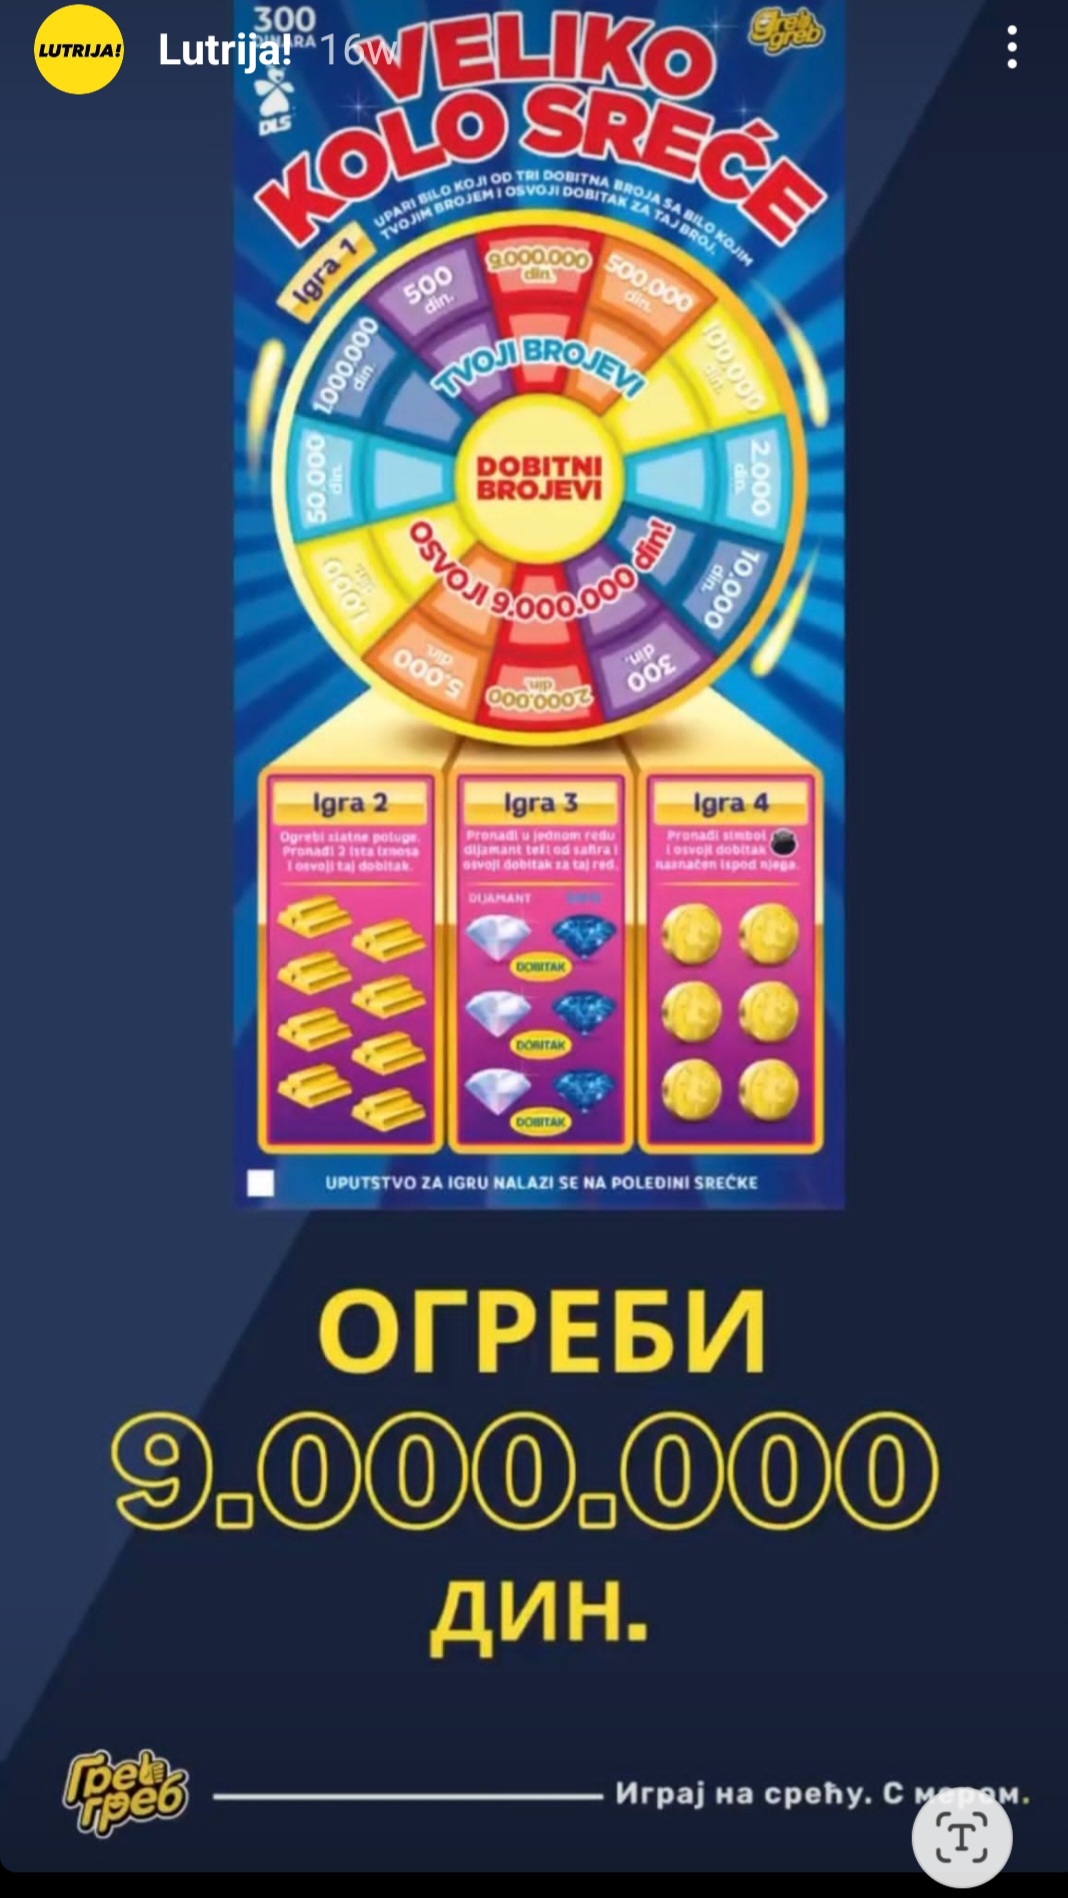 LUTRIJA!
Lutrija! 16w
300
DINARA
DLS
greb
greb
VELIKO
KOLO SREĆE
UPARI BILO KOJI OD TRI DOBITNA BROJA SA BILO KOJIM
TVOJIM BROJEM I OSVOJI DOBITAK ZA TAJ BROJ.
Igra 1
9.000.000 din.
500.000 din.
100.000 din.
2.000 din.
10.000 din.
300 din.
2.000.000 din.
5.000 din.
1.000 din.
50.000 din.
1.000.000 din.
500 din.
TVOJI BROJEVI
DOBITNI
BROJEVI
OSVOJI 9.000.000 din!
Igra 2
Ogrebi zlatne poluge.
Pronađi 2 ista iznosa
i osvoji taj dobitak.
Igra 3
Pronađi u jednom redu
dijamant teži od safira i
osvoji dobitak za taj red.
DIJAMANT
DOBITAK
DOBITAK
DOBITAK
Igra 4
Pronađi simbol
i osvoji dobitak
naznačen ispod njega.
UPUTSTVO ZA IGRU NALAZI SE NA POLEĐINI SREĆKE
ОГРЕБИ
9.000.000
ДИН.
Греб
греб
Играј на срећу. С мером.